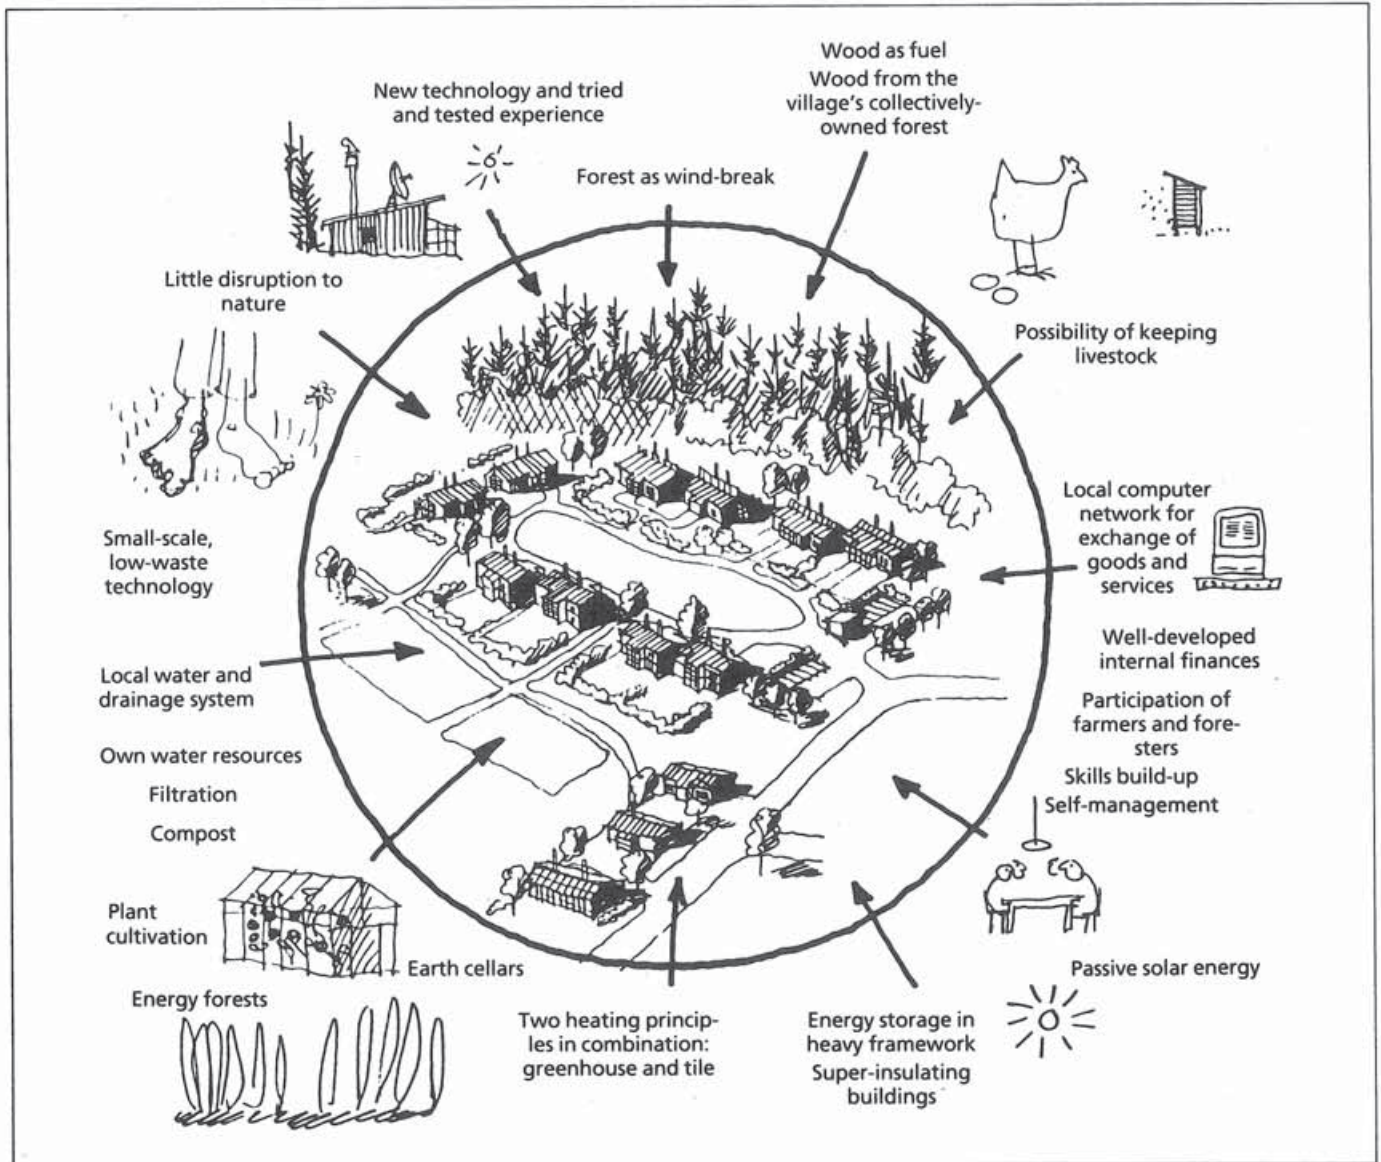 Wood as fuel
Wood from the
village's collectively-
owned forest
New technology and tried
and tested experience
Forest as wind-break
Little disruption to
nature
Possibility of keeping
livestock
Local computer
network for
exchange of
goods and
services
Small-scale,
low-waste
technology
Well-developed
internal finances
Local water and
drainage system
Participation of
farmers and fore-
sters
Own water resources
Skills build-up
Filtration
Self-management
Compost
Plant
cultivation
Earth cellars
Passive solar energy
Energy forests
Two heating princip-
les in combination:
greenhouse and tile
Energy storage in
heavy framework
Super-insulating
buildings